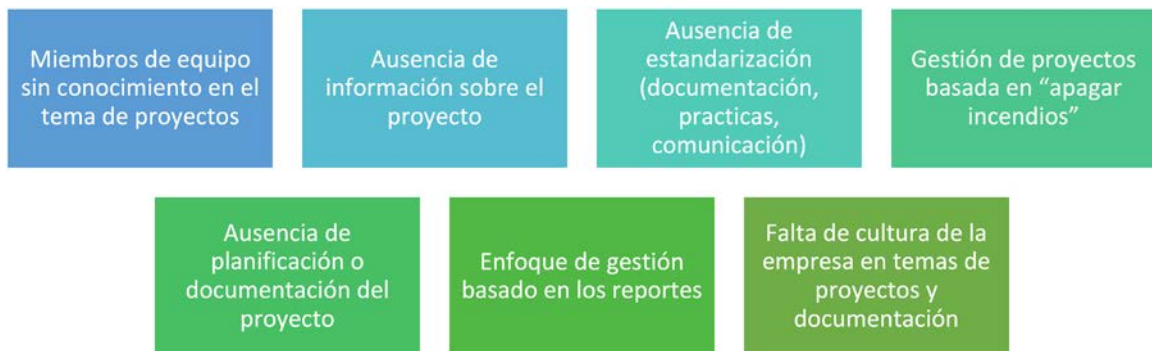 Miembros de equipo
sin conocimiento en el
tema de proyectos
Ausencia de
información sobre el
proyecto
Ausencia de
estandarización
(documentación,
practicas,
comunicación)
Gestión de proyectos
basada en “apagar
incendios”
Ausencia de
planificación o
documentación del
proyecto
Enfoque de gestión
basado en los reportes
Falta de cultura de la
empresa en temas de
proyectos y
documentación